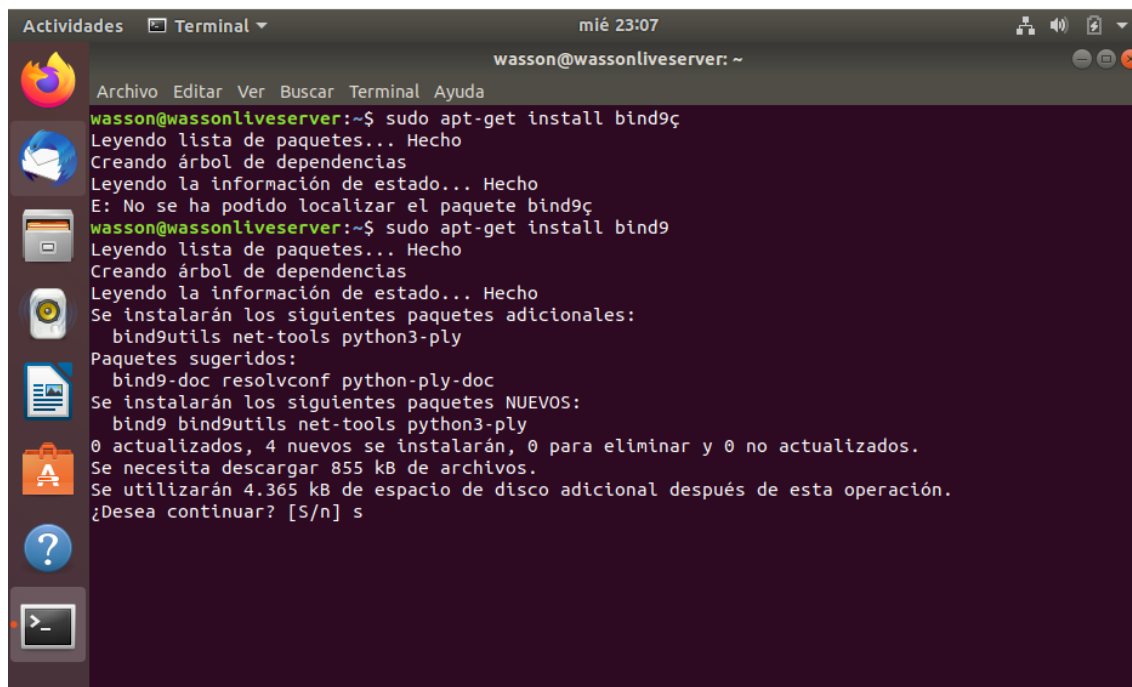 Actividades Terminal mié 23:07
wasson@wassonliveserver: ~
Archivo Editar Ver Buscar Terminal Ayuda
wasson@wassonliveserver:~$ sudo apt-get install bind9ç
Leyendo lista de paquetes... Hecho
Creando árbol de dependencias
Leyendo la información de estado... Hecho
E: No se ha podido localizar el paquete bind9ç
wasson@wassonliveserver:~$ sudo apt-get install bind9
Leyendo lista de paquetes... Hecho
Creando árbol de dependencias
Leyendo la información de estado... Hecho
Se instalarán los siguientes paquetes adicionales:
  bind9utils net-tools python3-ply
Paquetes sugeridos:
  bind9-doc resolvconf python-ply-doc
Se instalarán los siguientes paquetes NUEVOS:
  bind9 bind9utils net-tools python3-ply
0 actualizados, 4 nuevos se instalarán, 0 para eliminar y 0 no actualizados.
Se necesita descargar 855 kB de archivos.
Se utilizarán 4.365 kB de espacio de disco adicional después de esta operación.
¿Desea continuar? [S/n] s